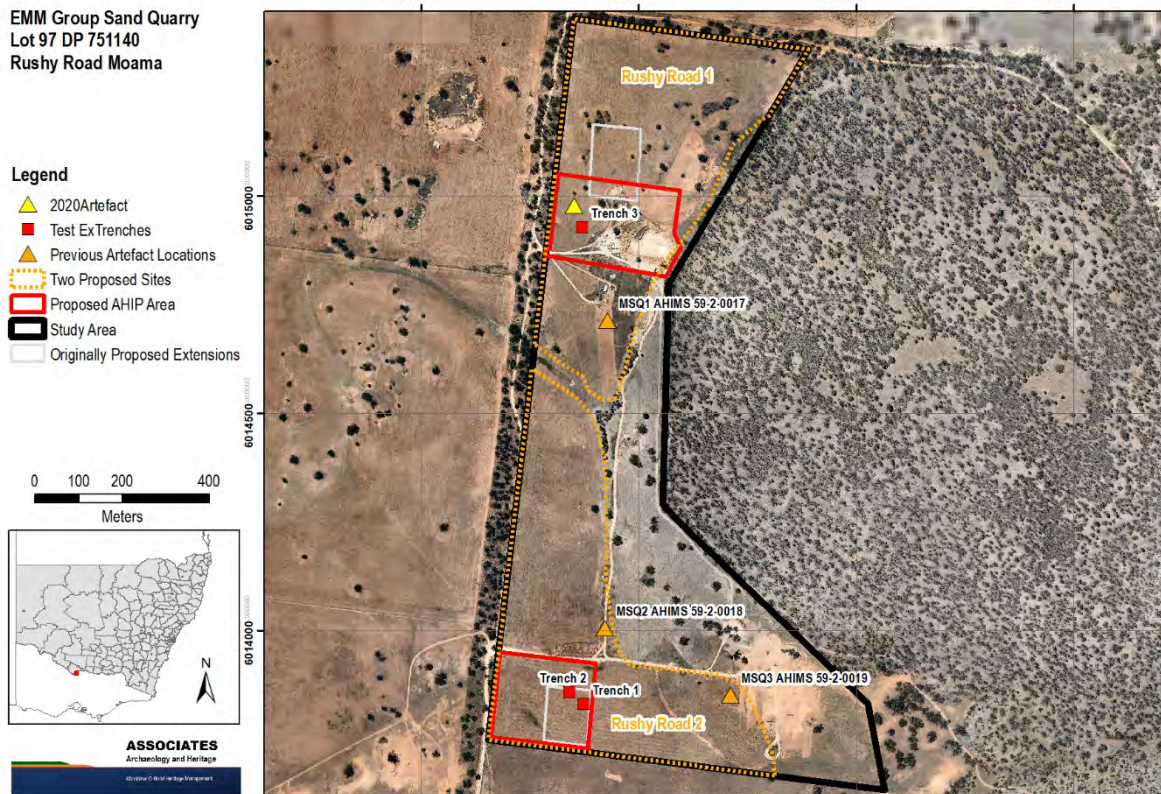 EMM Group Sand Quarry
Lot 97 DP 751140
Rushy Road Moama
Legend
2020Artefact
Test ExTrenches
Previous Artefact Locations
Two Proposed Sites
Proposed AHIP Area
Study Area
Originally Proposed Extensions
0 100 200 400
Meters
N
ASSOCIATES
Archaeology and Heritage
6015000
6014500
6014000
Rushy Road 1
Trench 3
MSQ1 AHIMS 59-2-0017
MSQ2 AHIMS 59-2-0018
MSQ3 AHIMS 59-2-0019
Trench 2
Trench 1
Rushy Road 2